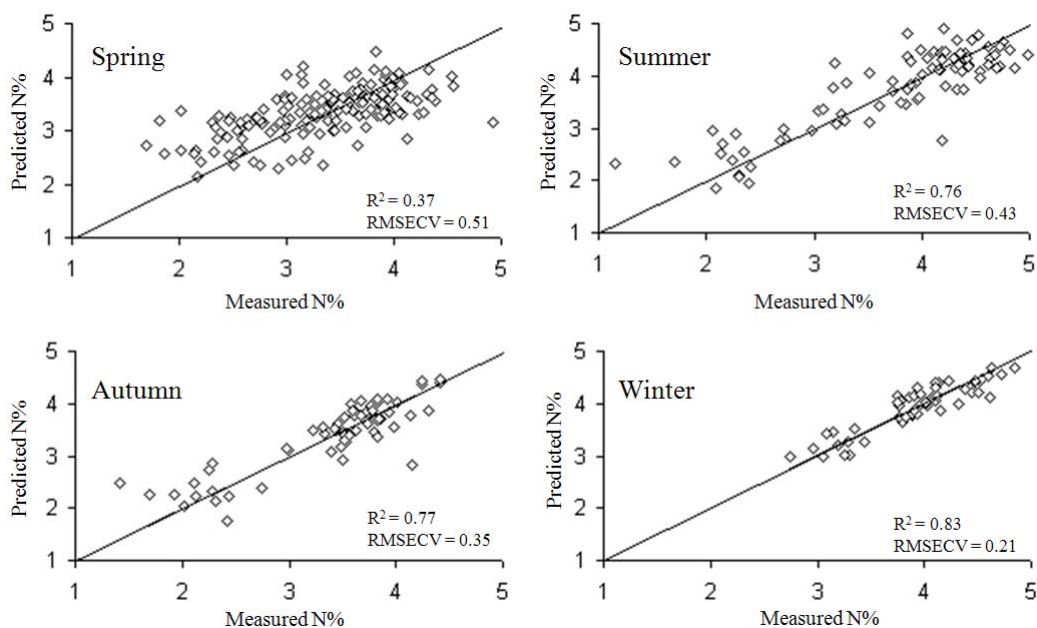 Spring
Predicted N%
5
4
3
2
1
R² = 0.37
RMSECV = 0.51
1 2 3 4 5
Measured N%
Summer
Predicted N%
5
4
3
2
1
R² = 0.76
RMSECV = 0.43
1 2 3 4 5
Measured N%
Autumn
Predicted N%
5
4
3
2
1
R² = 0.77
RMSECV = 0.35
1 2 3 4 5
Measured N%
Winter
Predicted N%
5
4
3
2
1
R² = 0.83
RMSECV = 0.21
1 2 3 4 5
Measured N%